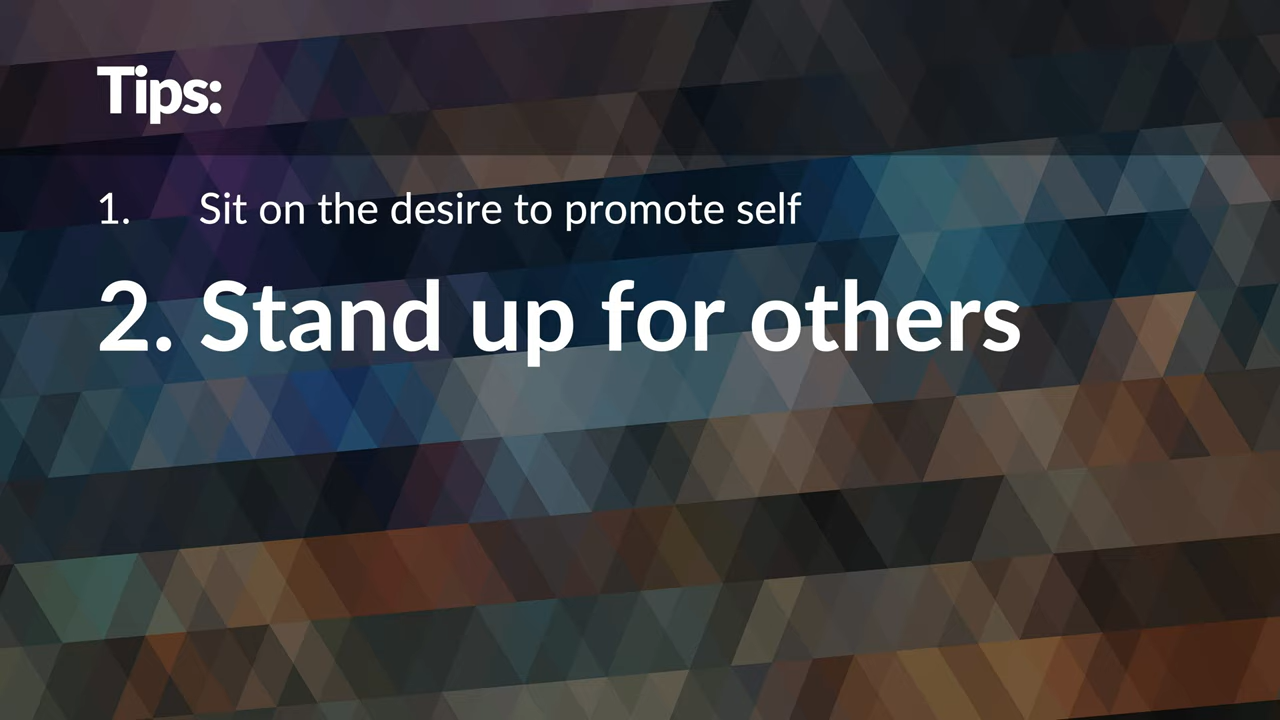 Tips:
1. Sit on the desire to promote self
2. Stand up for others